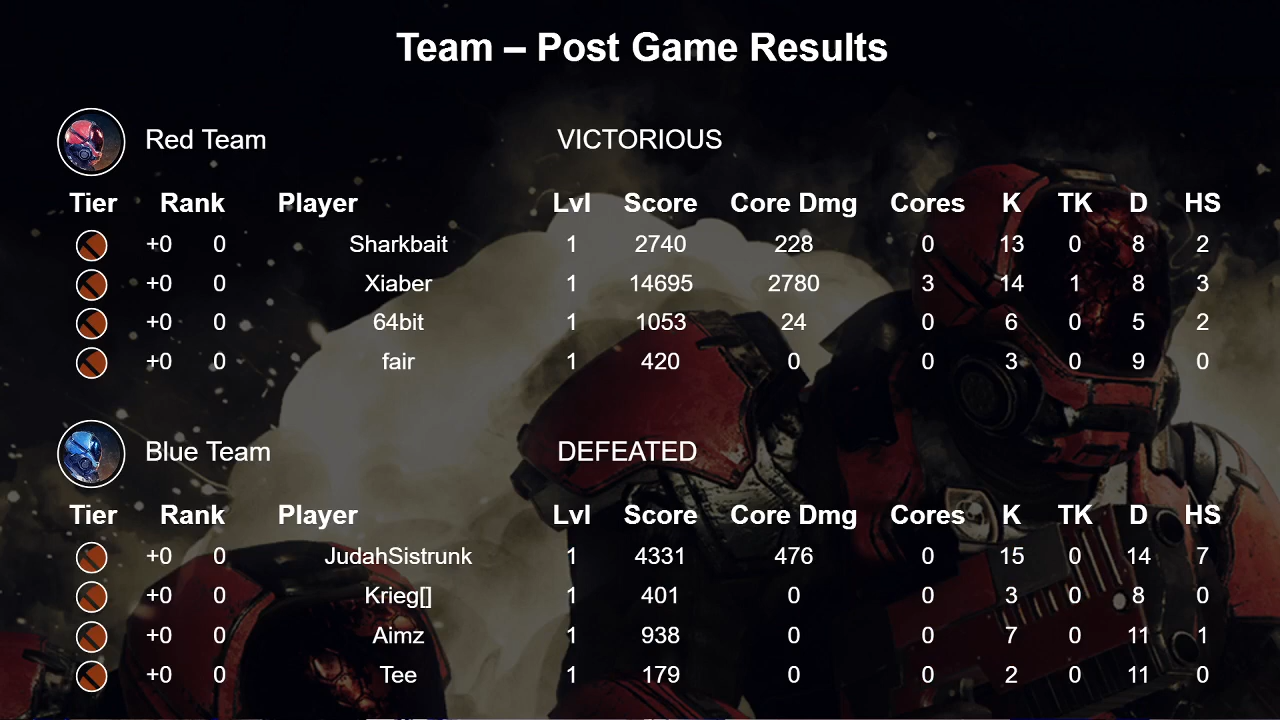 Team – Post Game Results
Red Team VICTORIOUS
Tier Rank Player Lvl Score Core Dmg Cores K TK D HS
+0 0 Sharkbait 1 2740 228 0 13 0 8 2
+0 0 Xiaber 1 14695 2780 3 14 1 8 3
+0 0 64bit 1 1053 24 0 6 0 5 2
+0 0 fair 1 420 0 0 3 0 9 0
Blue Team DEFEATED
Tier Rank Player Lvl Score Core Dmg Cores K TK D HS
+0 0 JudahSistrunk 1 4331 476 0 15 0 14 7
+0 0 Krieg[] 1 401 0 0 3 0 8 0
+0 0 Aimz 1 938 0 0 7 0 11 1
+0 0 Tee 1 179 0 0 2 0 11 0